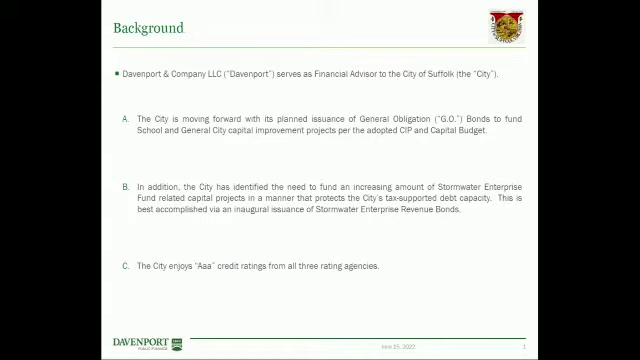 Background
Davenport & Company LLC ("Davenport") serves as Financial Advisor to the City of Suffolk (the "City").
A. The City is moving forward with its planned issuance of General Obligation ("G.O.") Bonds to fund
School and General City capital improvement projects per the adopted CIP and Capital Budget.
B. In addition, the City has identified the need to fund an increasing amount of Stormwater Enterprise
Fund related capital projects in a manner that protects the City's tax-supported debt capacity. This is
best accomplished via an inaugural issuance of Stormwater Enterprise Revenue Bonds.
C. The City enjoys "Aaa" credit ratings from all three rating agencies.
DAVENPORT
PUBLIC FINANCE
June 15, 2022
1